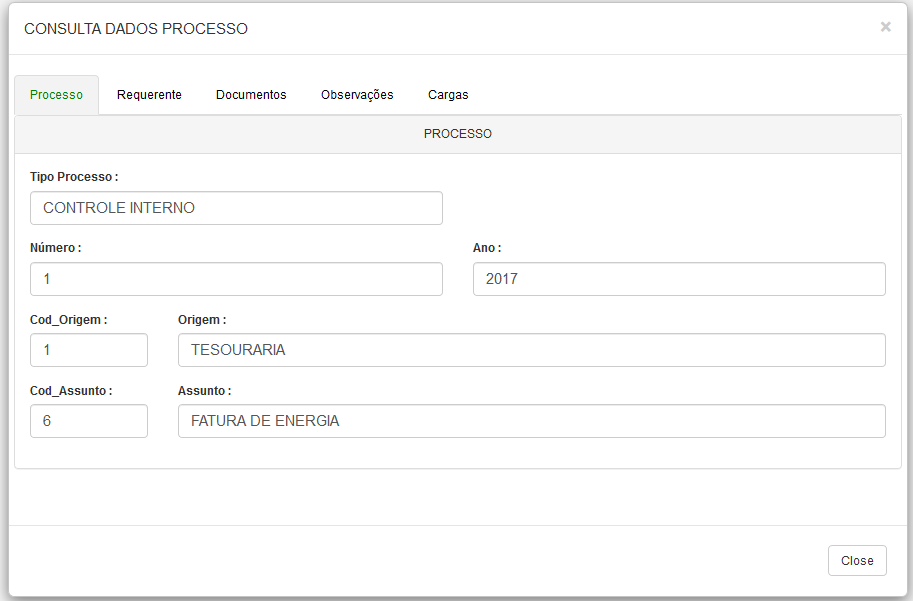 CONSULTA DADOS PROCESSO ×
Processo Requerente Documentos Observações Cargas
PROCESSO
Tipo Processo :
CONTROLE INTERNO
Número : Ano :
1 2017
Cod_Origem : Origem :
1 TESOURARIA
Cod_Assunto : Assunto :
6 FATURA DE ENERGIA
Close